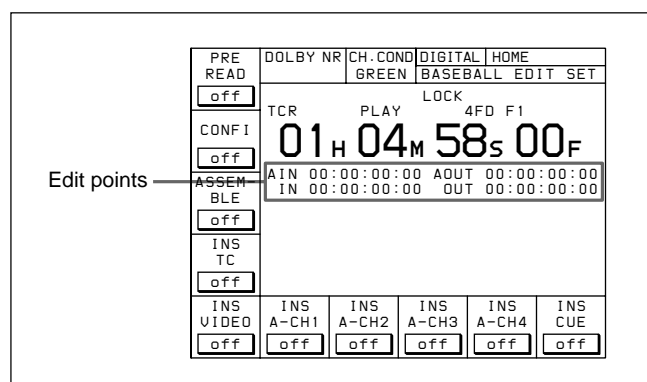 PRE READ off
DOLBY NR CH.COND DIGITAL HOME
GREEN BASEBALL EDIT SET
LOCK
TCR PLAY 4FD F1
01H 04M 58S 00F
CONFI off
Edit points
AIN 00:00:00:00 AOUT 00:00:00:00
IN 00:00:00:00 OUT 00:00:00:00
ASSEM-
BLE
off
INS
TC
off
INS INS INS INS INS INS
VIDEO A-CH1 A-CH2 A-CH3 A-CH4 CUE
off off off off off off